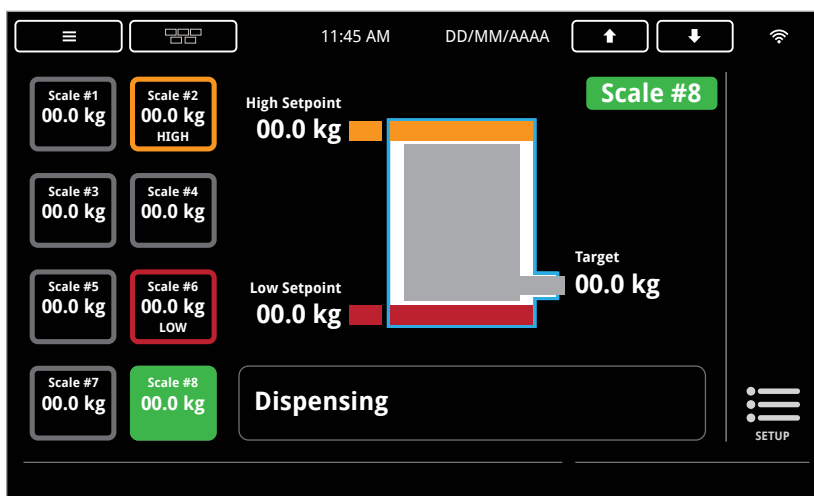 11:45 AM
DD/MM/AAAA
Scale #1
00.0 kg
Scale #2
00.0 kg
HIGH
High Setpoint
00.0 kg
Scale #8
Scale #3
00.0 kg
Scale #4
00.0 kg
Target
00.0 kg
Scale #5
00.0 kg
Scale #6
00.0 kg
LOW
Low Setpoint
00.0 kg
Scale #7
00.0 kg
Scale #8
00.0 kg
Dispensing
SETUP